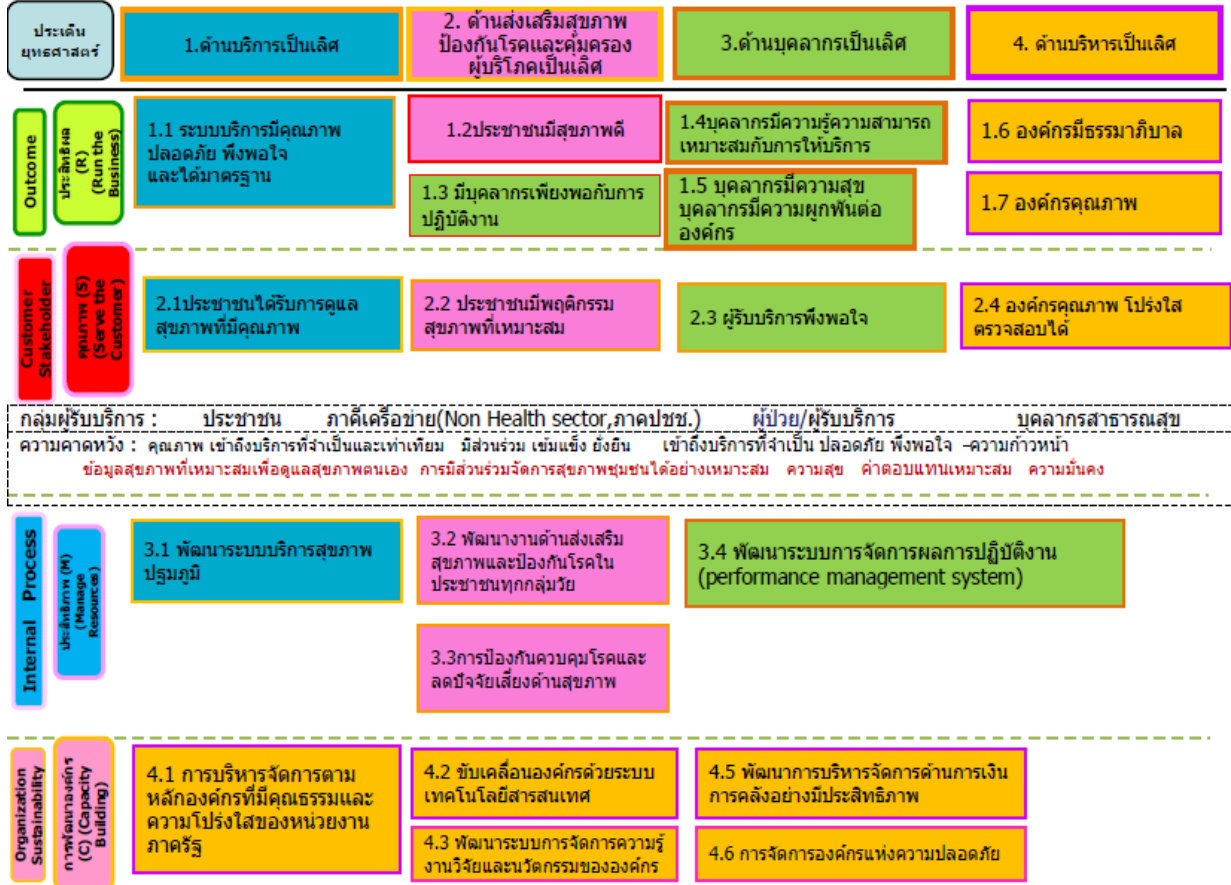 ประเด็น
ยุทธศาสตร์
1.ด้านบริการเป็นเลิศ
2. ด้านส่งเสริมสุขภาพ
ป้องกันโรคและคุ้มครอง
ผู้บริโภคเป็นเลิศ
3.ด้านบุคลากรเป็นเลิศ
4. ด้านบริหารเป็นเลิศ
Outcome
ประสิทธิผล
(R)
(Run the
Business)
1.1 ระบบบริการมีคุณภาพ
ปลอดภัย พึงพอใจ
และได้มาตรฐาน
1.2ประชาชนมีสุขภาพดี
1.3 มีบุคลากรเพียงพอกับการ
ปฏิบัติงาน
1.4บุคลากรมีความรู้ความสามารถ
เหมาะสมกับการให้บริการ
1.5 บุคลากรมีความสุข
บุคลากรมีความผูกพันต่อ
องค์กร
1.6 องค์กรมีธรรมาภิบาล
1.7 องค์กรคุณภาพ
Customer
Stakeholder
คุณภาพ (S)
(Serve the
Customer)
2.1ประชาชนได้รับการดูแล
สุขภาพที่มีคุณภาพ
2.2 ประชาชนมีพฤติกรรม
สุขภาพที่เหมาะสม
2.3 ผู้รับบริการพึงพอใจ
2.4 องค์กรคุณภาพ โปร่งใส
ตรวจสอบได้
กลุ่มผู้รับบริการ : ประชาชน ภาคีเครือข่าย(Non Health sector,ภาคปชช.) ผู้ป่วย/ผู้รับบริการ บุคลากรสาธารณสุข
ความคาดหวัง : คุณภาพ เข้าถึงบริการที่จำเป็นและเท่าเทียม มีส่วนร่วม เข้มแข็ง ยั่งยืน เข้าถึงบริการที่จำเป็น ปลอดภัย พึงพอใจ –ความก้าวหน้า
ข้อมูลสุขภาพที่เหมาะสมเพื่อดูแลสุขภาพตนเอง การมีส่วนร่วมจัดการสุขภาพชุมชนได้อย่างเหมาะสม ความสุข ค่าตอบแทนเหมาะสม ความมั่นคง
Internal Process
ประสิทธิภาพ (M)
(Manage
Resources)
3.1 พัฒนาระบบบริการสุขภาพ
ปฐมภูมิ
3.2 พัฒนางานด้านส่งเสริม
สุขภาพและป้องกันโรคใน
ประชาชนทุกกลุ่มวัย
3.3การป้องกันควบคุมโรคและ
ลดปัจจัยเสี่ยงด้านสุขภาพ
3.4 พัฒนาระบบการจัดการผลการปฏิบัติงาน
(performance management system)
Organization
Sustainability
การพัฒนาองค์กร
(C) (Capacity
Building)
4.1 การบริหารจัดการตาม
หลักองค์กรที่มีคุณธรรมและ
ความโปร่งใสของหน่วยงาน
ภาครัฐ
4.2 ขับเคลื่อนองค์กรด้วยระบบ
เทคโนโลยีสารสนเทศ
4.3 พัฒนาระบบการจัดการความรู้
งานวิจัยและนวัตกรรมขององค์กร
4.5 พัฒนาการบริหารจัดการด้านการเงิน
การคลังอย่างมีประสิทธิภาพ
4.6 การจัดการองค์กรแห่งความปลอดภัย